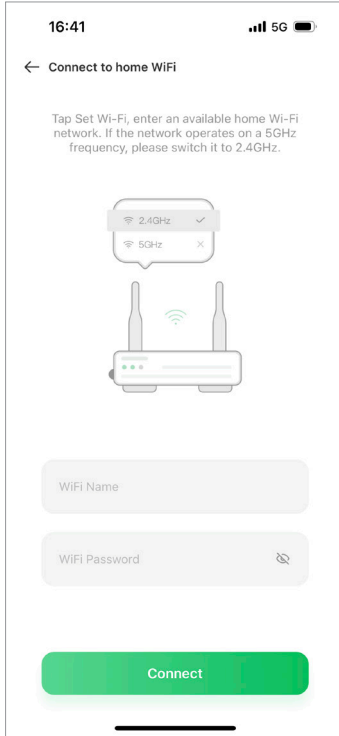 16:41
5G
Connect to home WiFi
Tap Set Wi-Fi, enter an available home Wi-Fi
network. If the network operates on a 5GHz
frequency, please switch it to 2.4GHz.
2.4GHz
5GHz
WiFi Name
WiFi Password
Connect